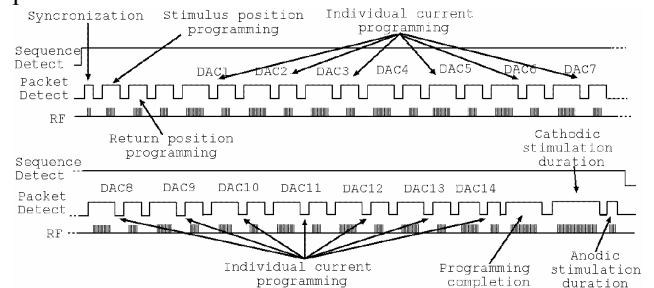 Synchronization
Stimulus position
programming
Individual current
programming
Sequence
Detect
DAC1 DAC2 DAC3 DAC4 DAC5 DAC6 DAC7
Packet
Detect
RF
Return position
programming
Cathodic
stimulation
duration
Sequence
Detect
DAC8 DAC9 DAC10 DAC11 DAC12 DAC13 DAC14
Packet
Detect
RF
Individual current
programming
Programming
completion
Anodic
stimulation
duration